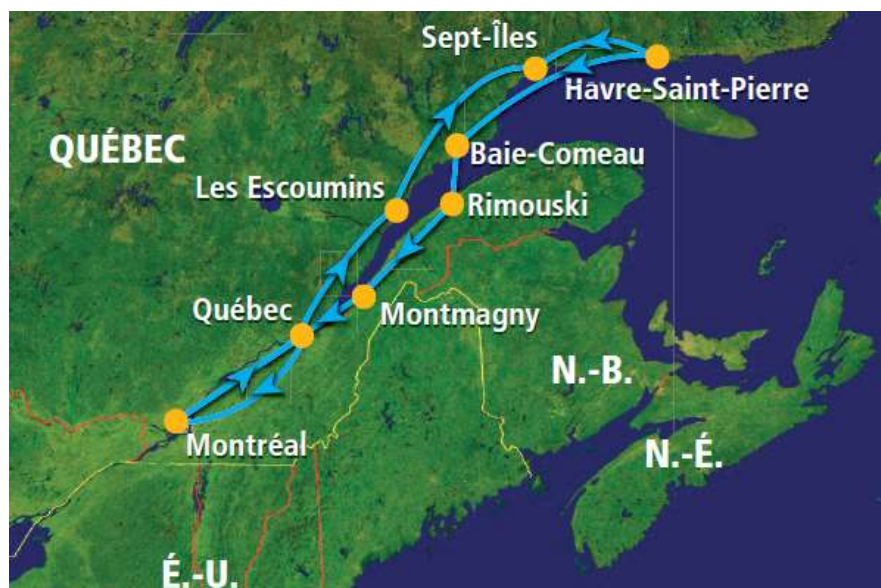 Sept-Îles
Havre-Saint-Pierre
QUÉBEC
Baie-Comeau
Les Escoumins
Rimouski
Québec
Montmagny
N.-B.
Montréal
N.-É.
É.-U.